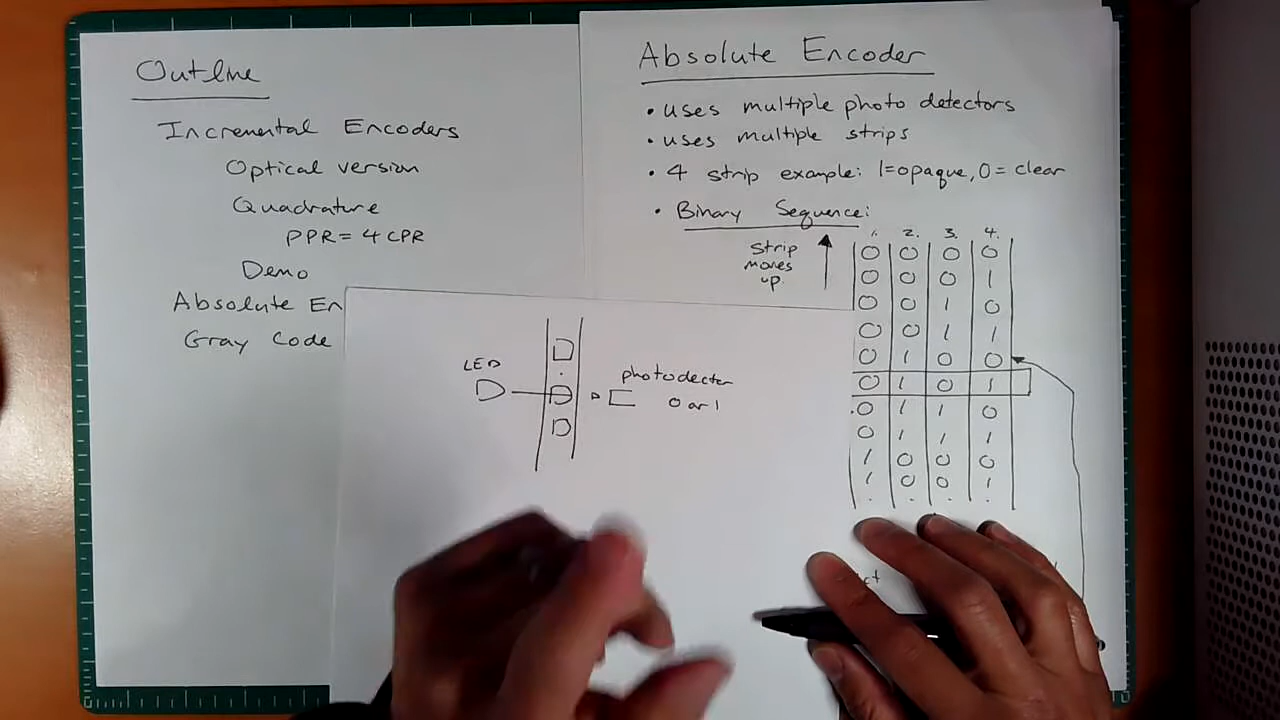 Outline
Incremental Encoders
Optical version
Quadrature
PPR = 4 CPR
Demo
Absolute En
Gray Code
Absolute Encoder
• uses multiple photo detectors
• uses multiple strips
• 4 strip example: 1=opaque, 0= clear
• Binary Sequence:
strip
moves
up.
1. 2. 3. 4.
0 0 0 0
0 0 0 1
0 0 1 0
0 0 1 1
0 1 0 0
0 1 0 1
0 1 1 0
0 1 1 1
1 0 0 0
1 0 0 1
. . . .
LED
photodecter
0 or 1